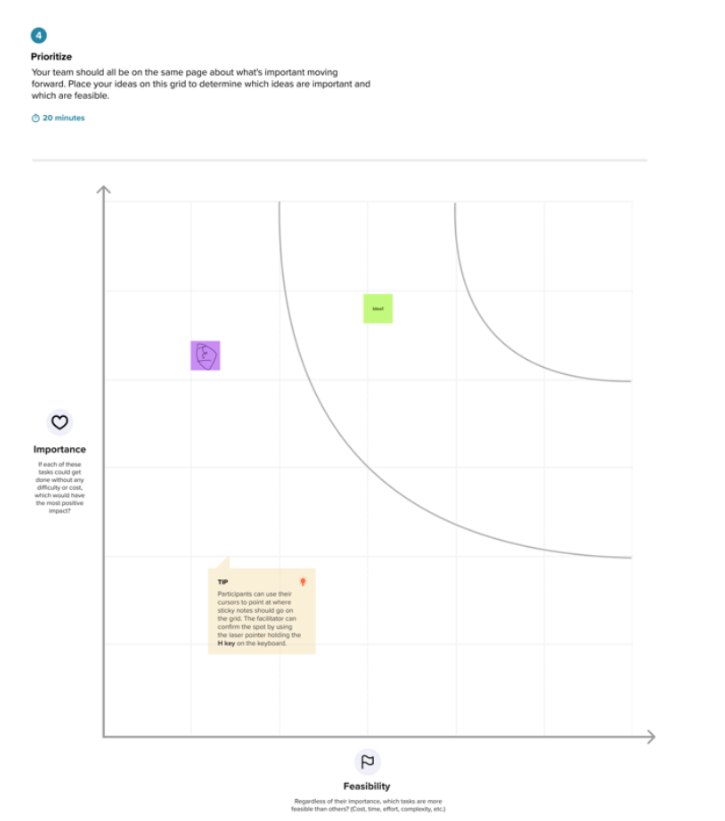 4
Prioritize
Your team should all be on the same page about what's important moving
forward. Place your ideas on this grid to determine which ideas are important and
which are feasible.
20 minutes
Importance
If each of these
tasks could get
done without any
difficulty or cost,
which would have
the most positive
impact?
TIP
Participants can use their
cursors to point at where
sticky notes should go on
the grid. The facilitator can
confirm the spot by using
the laser pointer holding the
H key on the keyboard.
Feasibility
Regardless of their importance, which tasks are more
feasible than others? (Cost, time, effort, complexity, etc.)